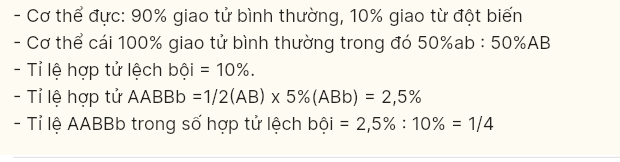 - Cơ thể đực: 90% giao tử bình thường, 10% giao từ đột biến
- Cơ thể cái 100% giao tử bình thường trong đó 50%ab : 50%AB
- Tỉ lệ hợp tử lệch bội = 10%.
- Tỉ lệ hợp tử AABBb =1/2(AB) x 5%(ABb) = 2,5%
- Tỉ lệ AABBb trong số hợp tử lệch bội = 2,5% : 10% = 1/4